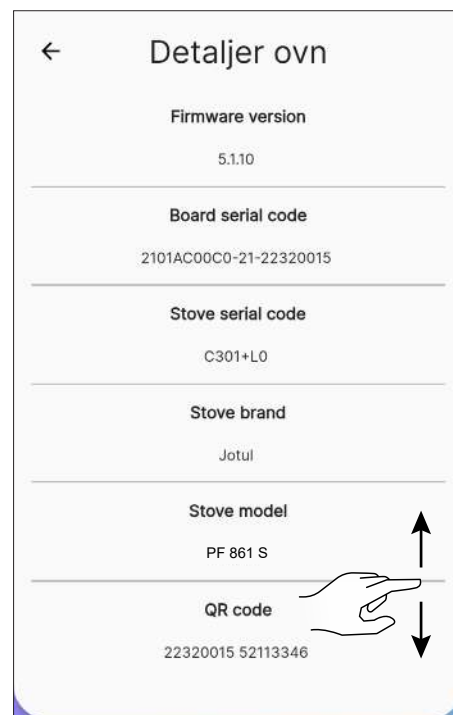 Detaljer ovn
Firmware version
5.1.10
Board serial code
2101AC00C0-21-22320015
Stove serial code
C301+L0
Stove brand
Jotul
Stove model
PF 861 S
QR code
22320015 52113346